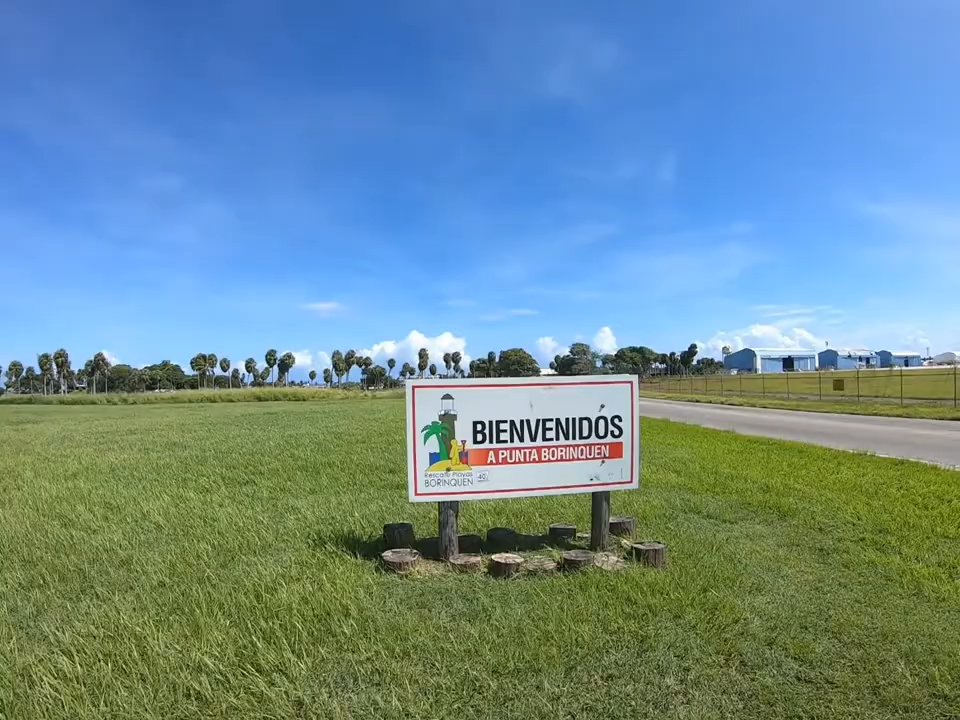 BIENVENIDOS
A PUNTA BORINQUEN
Rescate Playas
BORINQUEN
40